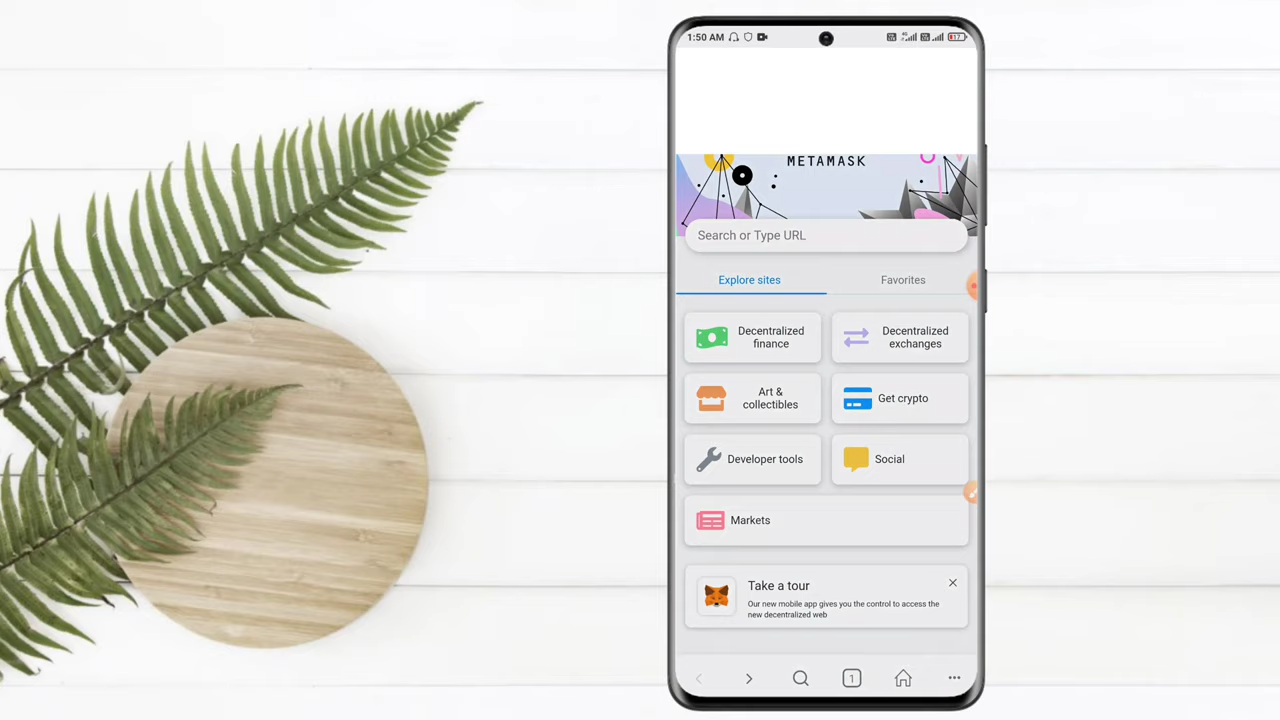 1:50 AM
17
METAMASK
Search or Type URL
Explore sites
Favorites
Decentralized
finance
Decentralized
exchanges
Art &
collectibles
Get crypto
Developer tools
Social
Markets
Take a tour
Our new mobile app gives you the control to access the
new decentralized web
1